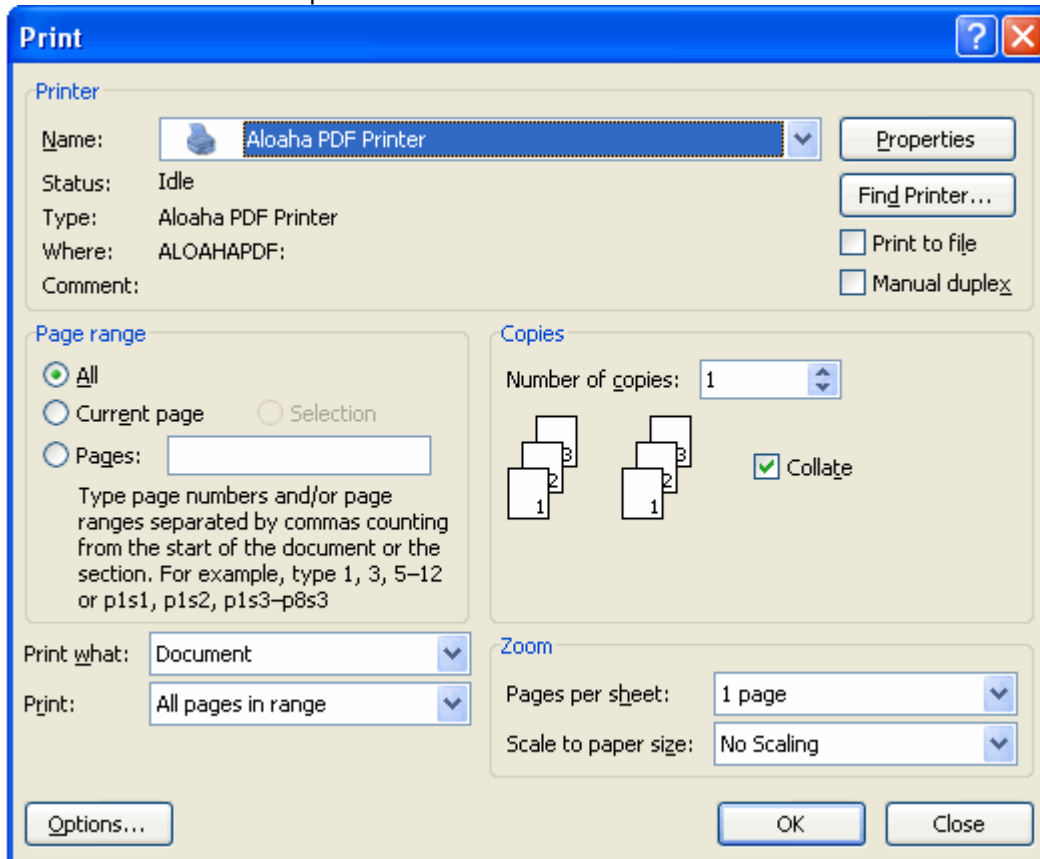 Print
Printer
Name: Aloaha PDF Printer
Properties
Status: Idle
Find Printer...
Type: Aloaha PDF Printer
Where: ALOAHAPDF:
Print to file
Comment:
Manual duplex
Page range
All
Current page
Selection
Pages:
Type page numbers and/or page
ranges separated by commas counting
from the start of the document or the
section. For example, type 1, 3, 5–12
or p1s1, p1s2, p1s3–p8s3
Copies
Number of copies: 1
3
2
1
3
2
1
Collate
Print what: Document
Print: All pages in range
Zoom
Pages per sheet: 1 page
Scale to paper size: No Scaling
Options...
OK
Close